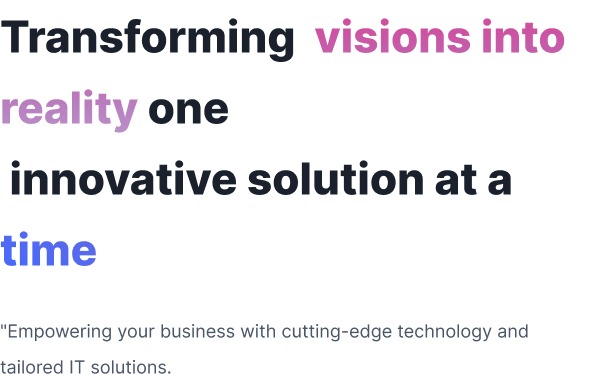 Transforming visions into
reality one
innovative solution at a
time
"Empowering your business with cutting-edge technology and
tailored IT solutions.